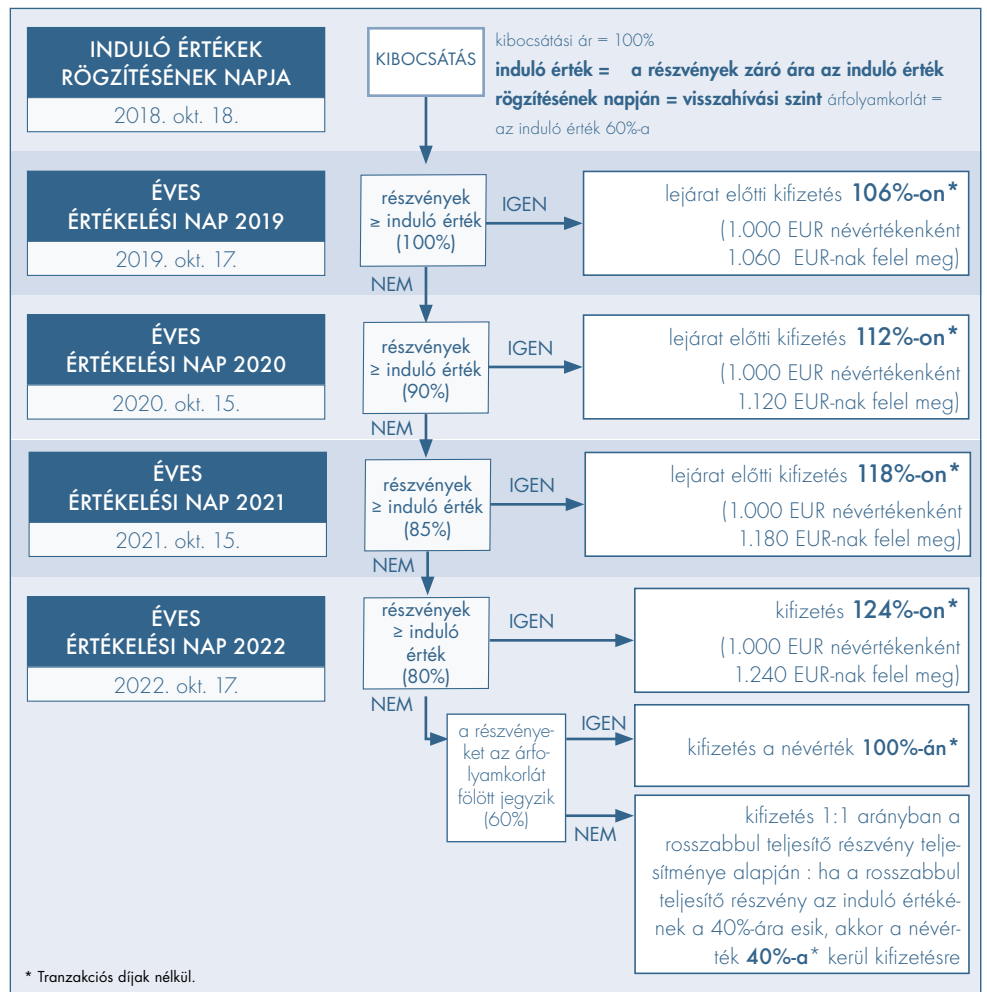 INDULÓ ÉRTÉKEK
RÖGZÍTÉSÉNEK NAPJA
2018. okt. 18.
KIBOCSÁTÁS
kibocsátási ár = 100%
induló érték = a részvények záró ára az induló érték
rögzítésének napján = visszahívási szint árfolyamkorlát =
az induló érték 60%-a
ÉVES
ÉRTÉKELÉSI NAP 2019
2019. okt. 17.
részvények
≥ induló érték
(100%)
IGEN
lejárat előtti kifizetés 106%-on*
(1.000 EUR névértékenként
1.060 EUR-nak felel meg)
NEM
ÉVES
ÉRTÉKELÉSI NAP 2020
2020. okt. 15.
részvények
≥ induló érték
(90%)
IGEN
lejárat előtti kifizetés 112%-on*
(1.000 EUR névértékenként
1.120 EUR-nak felel meg)
NEM
ÉVES
ÉRTÉKELÉSI NAP 2021
2021. okt. 15.
részvények
≥ induló érték
(85%)
IGEN
lejárat előtti kifizetés 118%-on*
(1.000 EUR névértékenként
1.180 EUR-nak felel meg)
NEM
ÉVES
ÉRTÉKELÉSI NAP 2022
2022. okt. 17.
részvények
≥ induló
érték
(80%)
IGEN
kifizetés 124%-on*
(1.000 EUR névértékenként
1.240 EUR-nak felel meg)
NEM
a részvénye-
ket az árfo-
lyamkorlát
fölött jegyzik
(60%)
IGEN
kifizetés a névérték 100%-án*
NEM
kifizetés 1:1 arányban a
rosszabbul teljesítő részvény telje-
sítménye alapján : ha a rosszabbul
teljesítő részvény az induló értéké-
nek a 40%-ára esik, akkor a névér-
ték 40%-a* kerül kifizetésre
* Tranzakciós díjak nélkül.